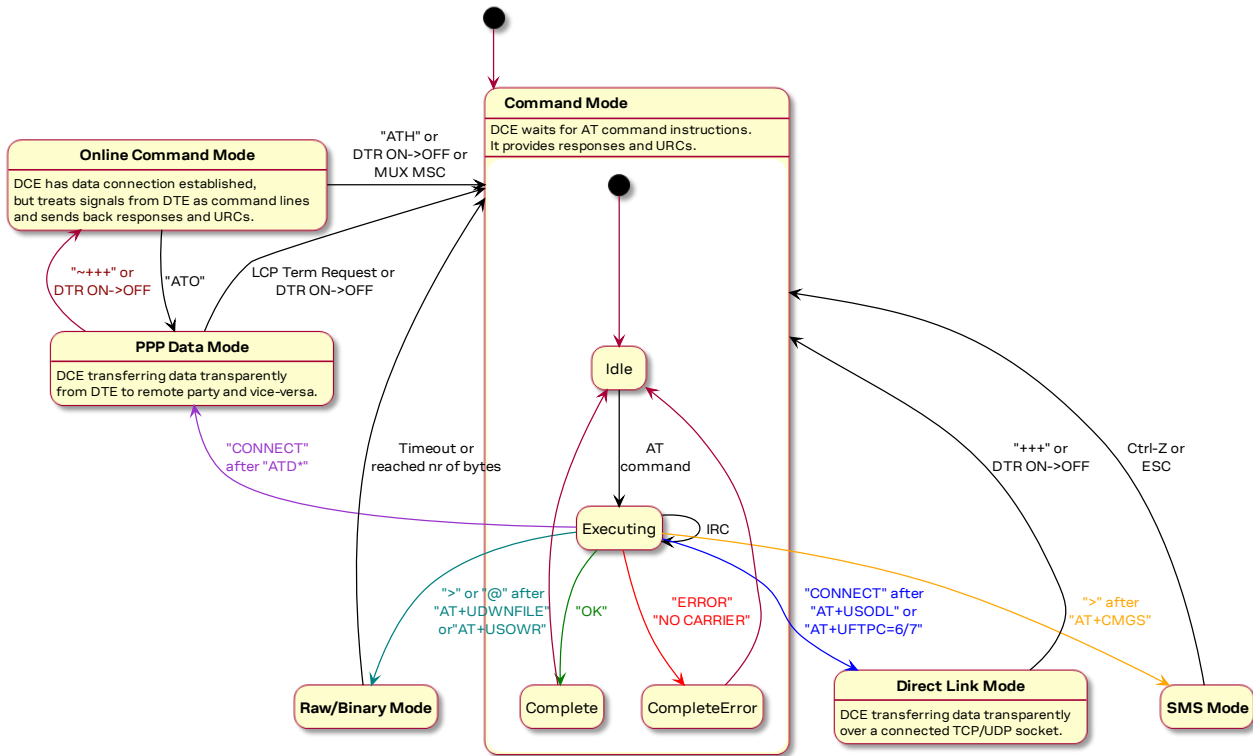 Command Mode
DCE waits for AT command instructions.
It provides responses and URCs.
"ATH" or
DTR ON->OFF or
MUX MSC
Online Command Mode
DCE has data connection established,
but treats signals from DTE as command lines
and sends back responses and URCs.
"~+++" or
DTR ON->OFF
"ATO"
LCP Term Request or
DTR ON->OFF
PPP Data Mode
DCE transferring data transparently
from DTE to remote party and vice-versa.
Idle
"CONNECT"
after "ATD*"
Timeout or
reached nr of bytes
AT
command
"+++" or
DTR ON->OFF
Ctrl-Z or
ESC
Executing
IRC
">" or "@" after
"AT+UDWNFILE"
or"AT+USOWR"
"OK"
"ERROR"
"NO CARRIER"
"CONNECT" after
"AT+USODL" or
"AT+UFTPC=6/7"
">" after
"AT+CMGS"
Raw/Binary Mode
Complete
CompleteError
Direct Link Mode
DCE transferring data transparently
over a connected TCP/UDP socket.
SMS Mode